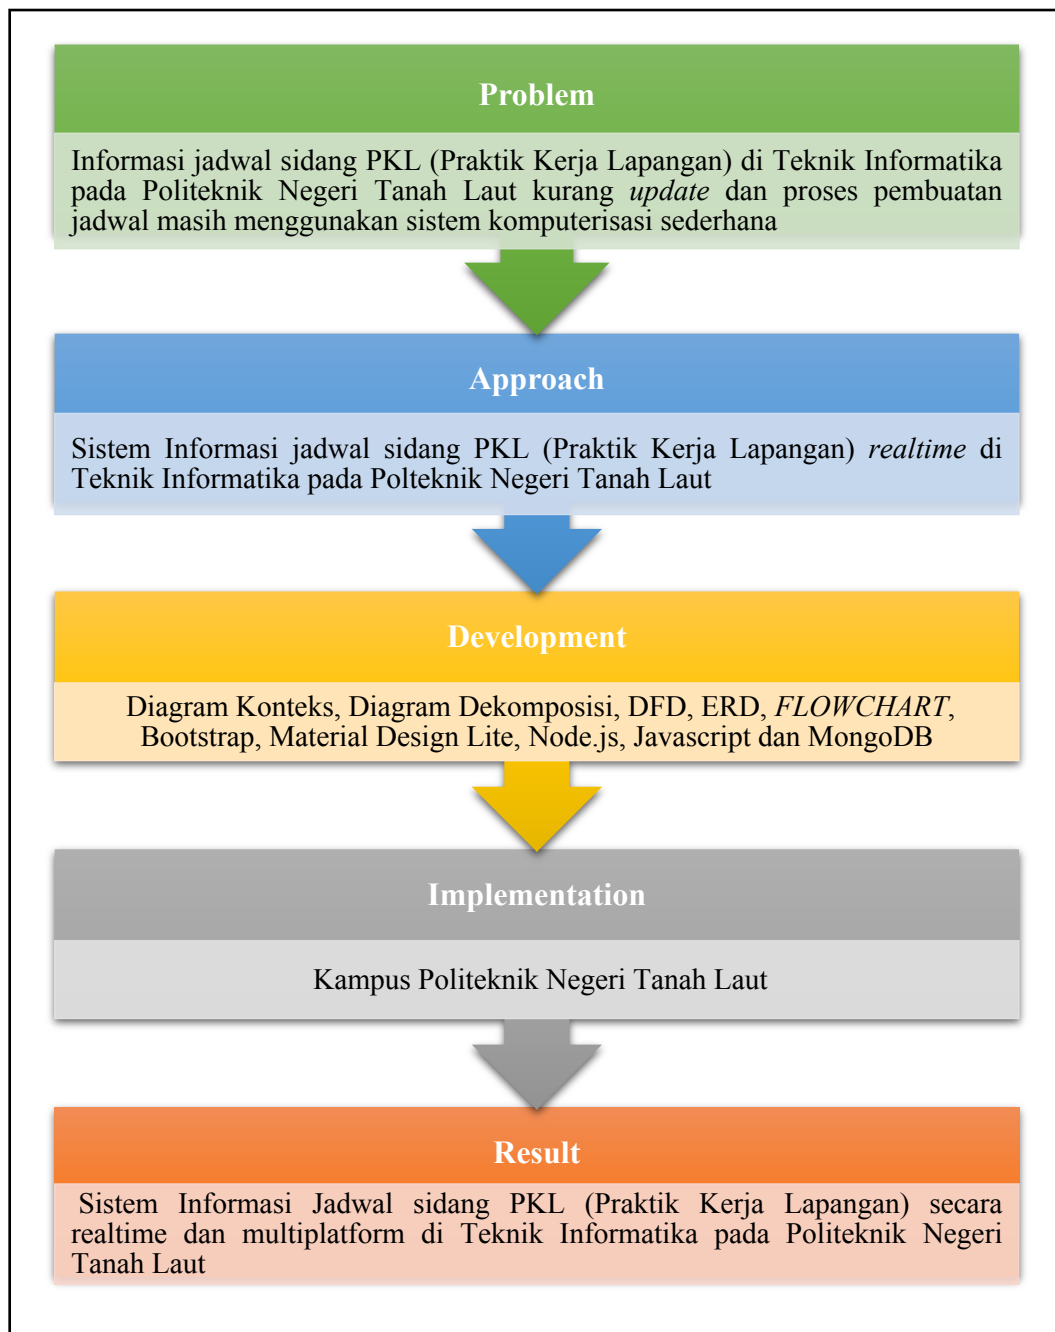 Problem
Informasi jadwal sidang PKL (Praktik Kerja Lapangan) di Teknik Informatika
pada Politeknik Negeri Tanah Laut kurang update dan proses pembuatan
jadwal masih menggunakan sistem komputerisasi sederhana
Approach
Sistem Informasi jadwal sidang PKL (Praktik Kerja Lapangan) realtime di
Teknik Informatika pada Polteknik Negeri Tanah Laut
Development
Diagram Konteks, Diagram Dekomposisi, DFD, ERD, FLOWCHART,
Bootstrap, Material Design Lite, Node.js, Javascript dan MongoDB
Implementation
Kampus Politeknik Negeri Tanah Laut
Result
Sistem Informasi Jadwal sidang PKL (Praktik Kerja Lapangan) secara
realtime dan multiplatform di Teknik Informatika pada Politeknik Negeri
Tanah Laut